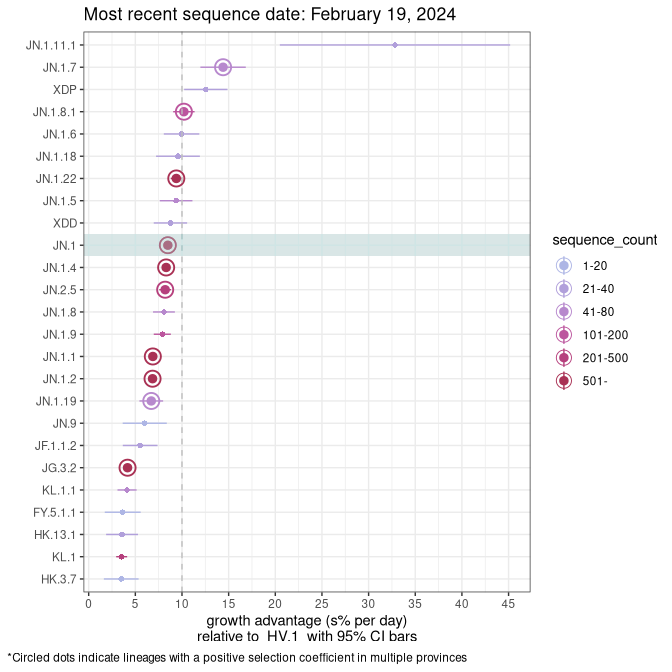 Most recent sequence date: February 19, 2024
JN.1.11.1
JN.1.7
XDP
JN.1.8.1
JN.1.6
JN.1.18
JN.1.22
JN.1.5
XDD
JN.1
JN.1.4
JN.2.5
JN.1.8
JN.1.9
JN.1.1
JN.1.2
JN.1.19
JN.9
JF.1.1.2
JG.3.2
KL.1.1
FY.5.1.1
HK.13.1
KL.1
HK.3.7
0 5 10 15 20 25 30 35 40 45
growth advantage (s% per day)
relative to HV.1 with 95% CI bars
sequence_count
1-20
21-40
41-80
101-200
201-500
501-
*Circled dots indicate lineages with a positive selection coefficient in multiple provinces